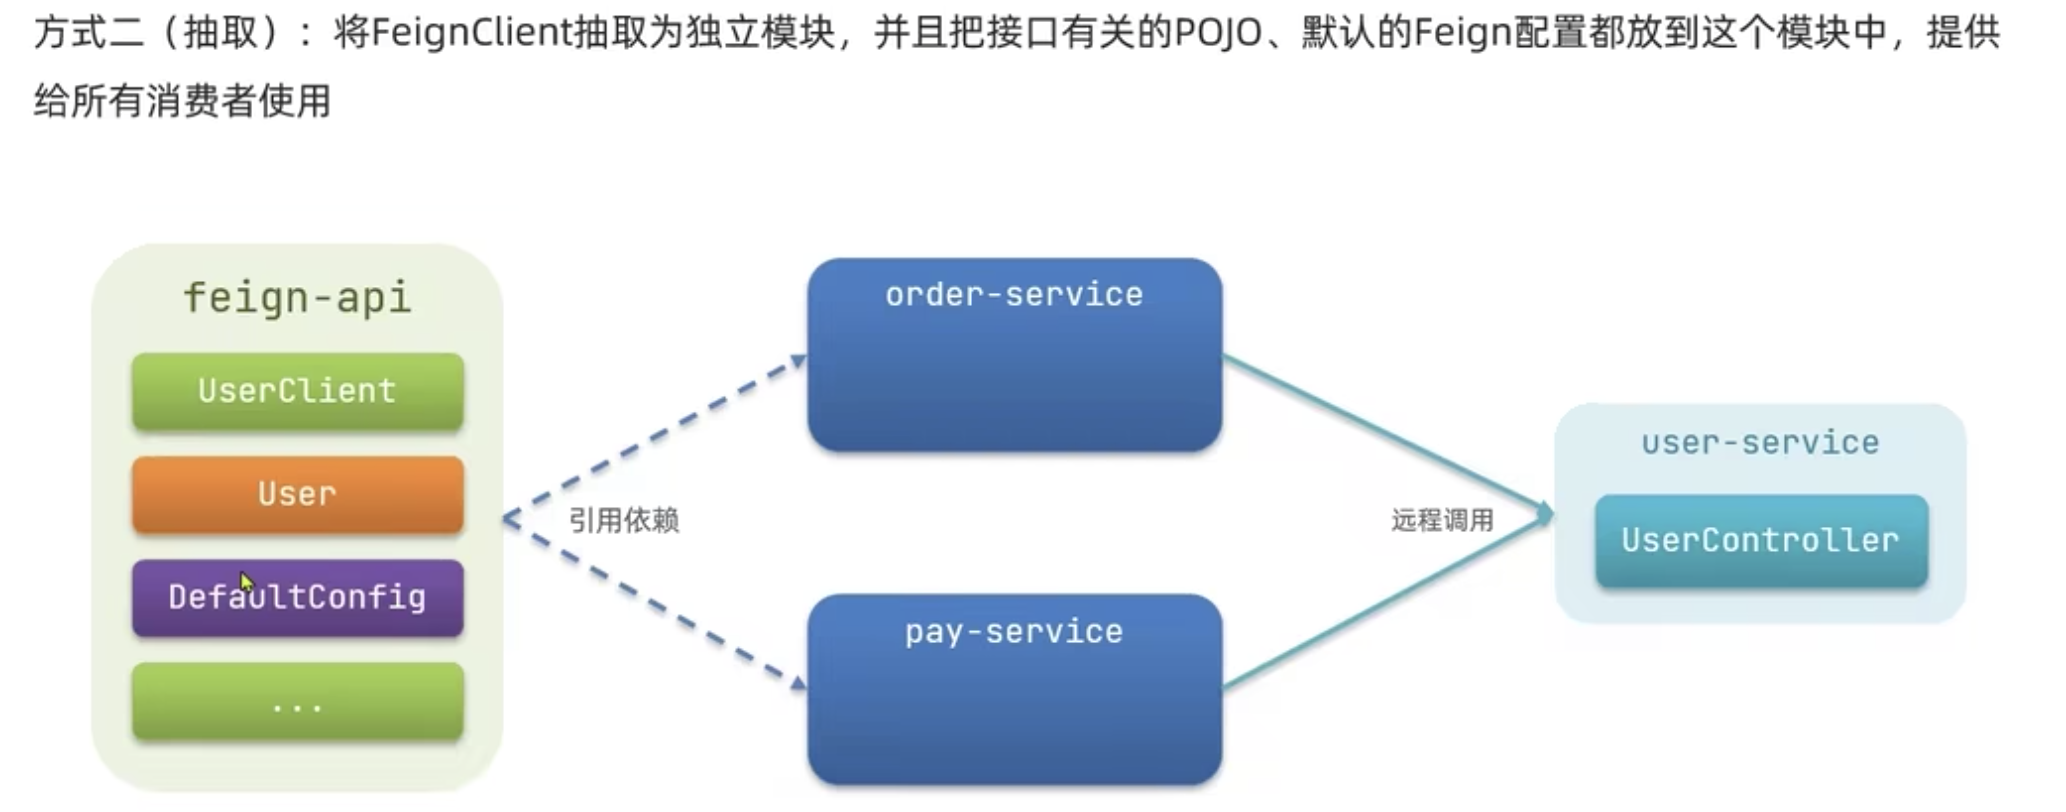 方式二（抽取）：将FeignClient抽取为独立模块，并且把接口有关的POJO、默认的Feign配置都放到这个模块中，提供
给所有消费者使用
feign-api
UserClient
User
DefaultConfig
...
引用依赖
order-service
pay-service
远程调用
user-service
UserController